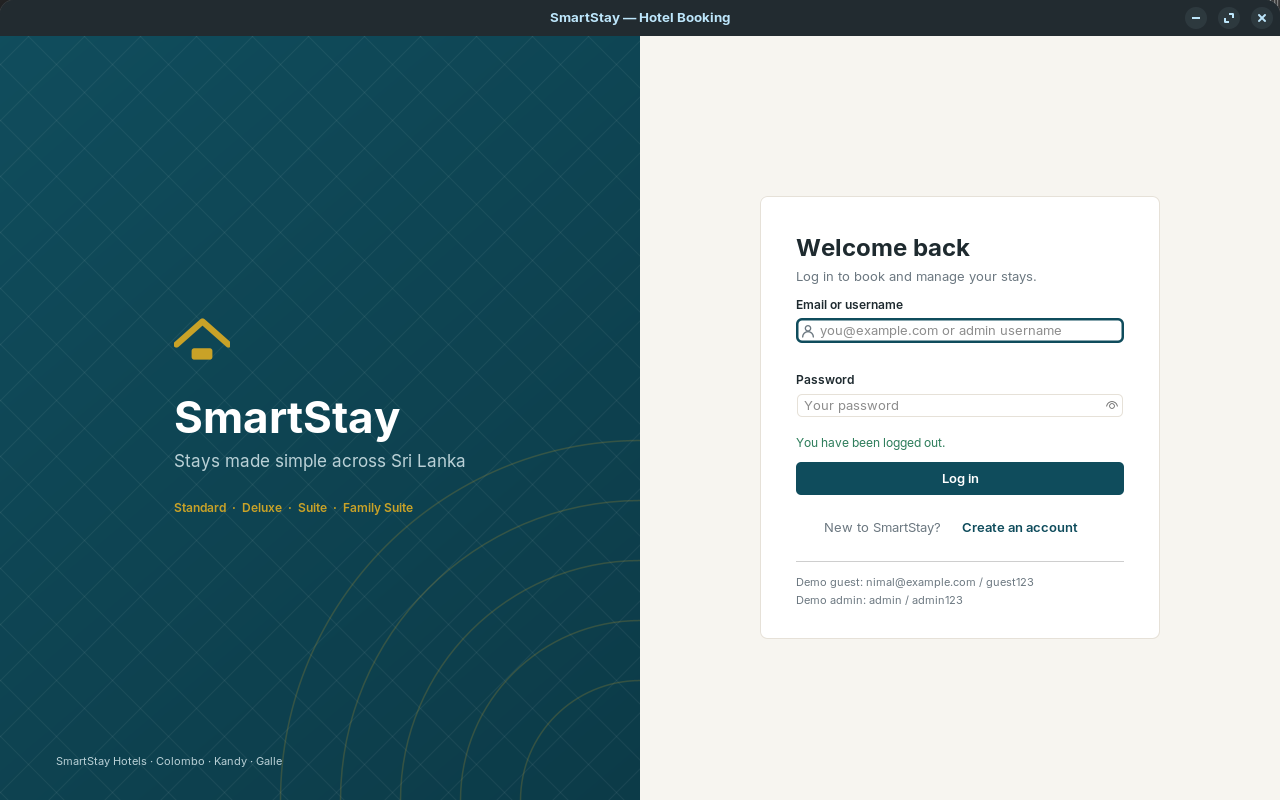 SmartStay — Hotel Booking
SmartStay
Stays made simple across Sri Lanka
Standard · Deluxe · Suite · Family Suite
SmartStay Hotels · Colombo · Kandy · Galle
Welcome back
Log in to book and manage your stays.
Email or username
you@example.com or admin username
Password
Your password
You have been logged out.
Log In
New to SmartStay? Create an account
Demo guest: nimal@example.com / guest123
Demo admin: admin / admin123